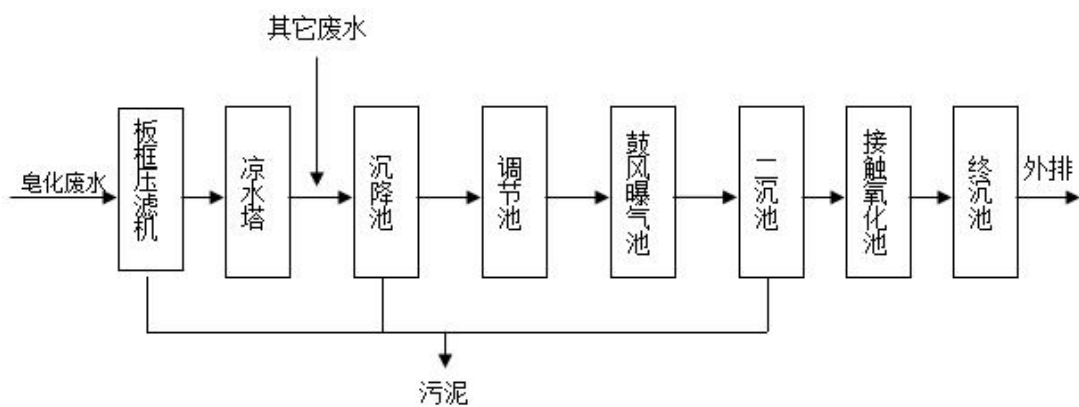 其它废水
皂化废水
板框压滤机
凉水塔
沉降池
调节池
鼓风曝气池
二沉池
接触氧化池
终沉池
外排
污泥